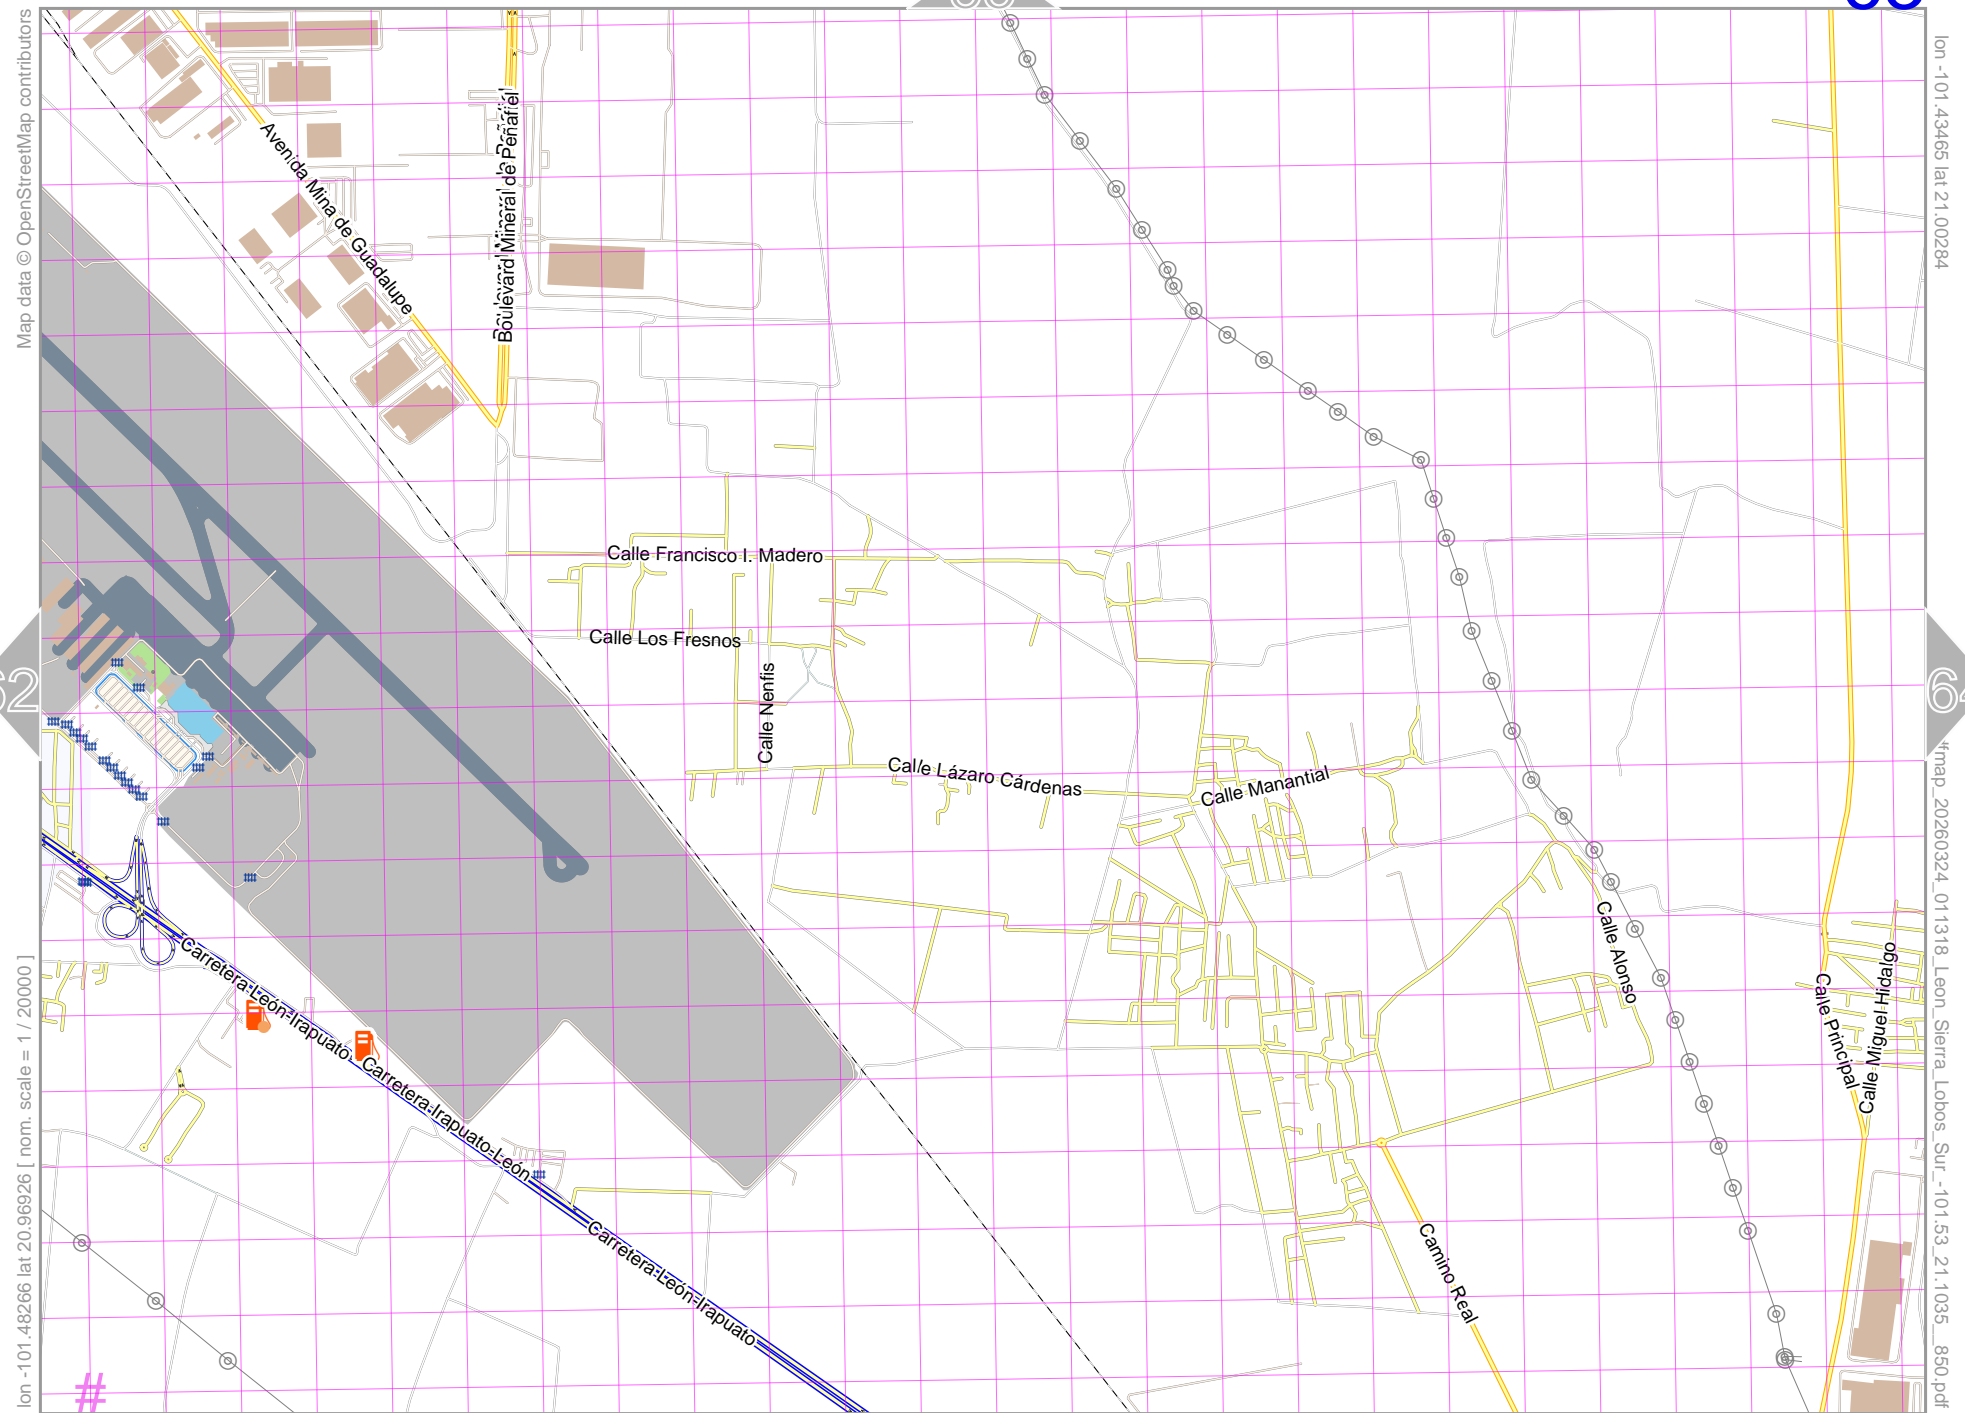 Map data © OpenStreetMap contributors
lon -101.48266 lat 20.96926 [ nom. scale = 1 / 20000 ]
lon -101.43465 lat 21.00284
lfmap_20260324_011318_Leon_Sierra_Lobos_Sur_-101.53_21.1035__850.pdf
Avenida Mina de Guadalupe
Boulevard Mineral de Peñafiel
Calle Francisco I. Madero
Calle Los Fresnos
Calle Nenfis
Calle Lázaro Cárdenas
Calle Manantial
Calle Alonso
Calle Principal
Calle Miguel Hidalgo
Carretera León-Irapuato
Carretera Irapuato-León
Carretera León-Irapuato
Camino Real
#